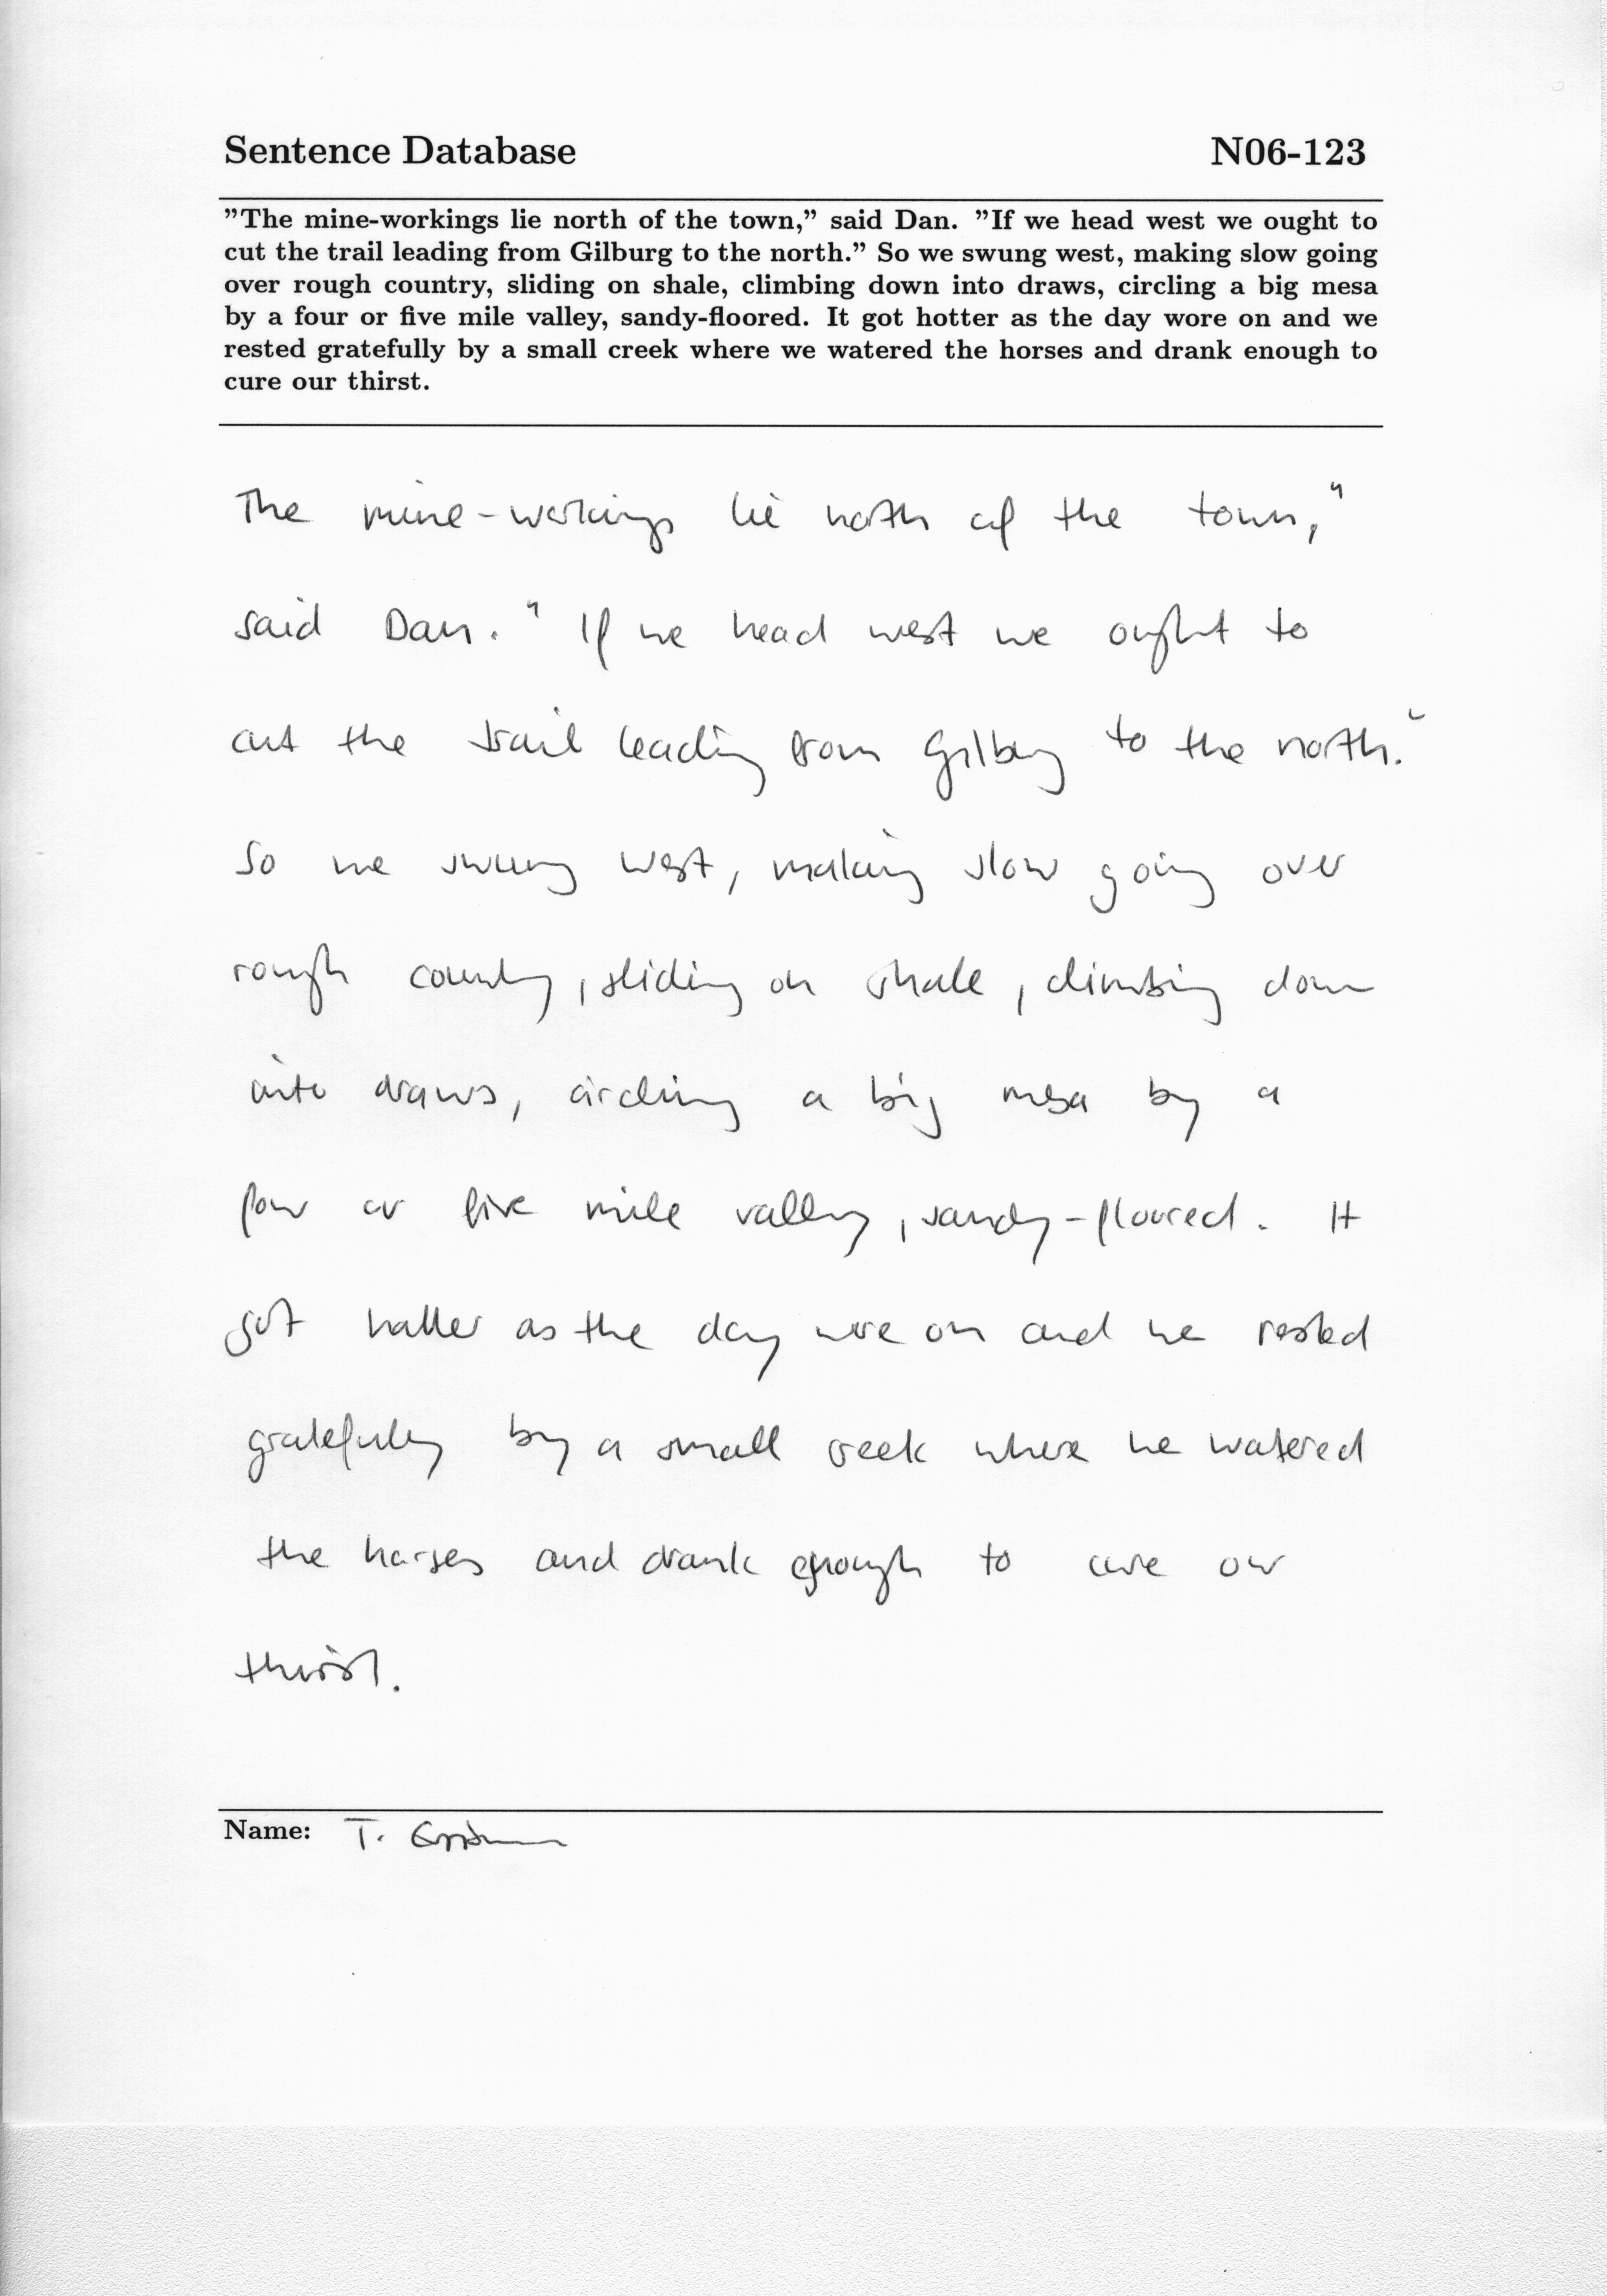 Sentence Database N06-123
”The mine-workings lie north of the town,” said Dan. ”If we head west we ought to
cut the trail leading from Gilburg to the north.” So we swung west, making slow going
over rough country, sliding on shale, climbing down into draws, circling a big mesa
by a four or five mile valley, sandy-floored. It got hotter as the day wore on and we
rested gratefully by a small creek where we watered the horses and drank enough to
cure our thirst.
The mine-workings lie north of the town,"
said Dan. "If we head west we ought to
cut the trail leading from Gilburg to the north."
So we swung west, making slow going over
rough country, sliding on shale, climbing down
into draws, circling a big mesa by a
four or five mile valley, sandy-floored. It
got hotter as the day wore on and we rested
gratefully by a small creek where we watered
the horses and drank enough to cure our
thirst.
Name: T.